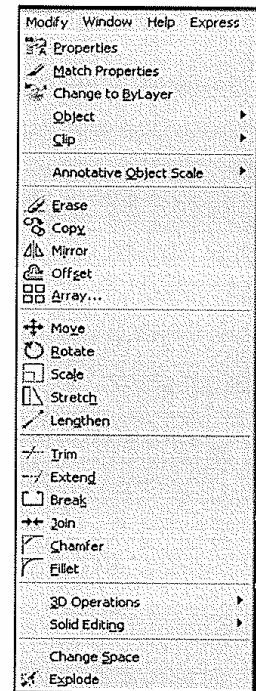 Modify Window Help Express
Properties
Match Properties
Change to ByLayer
Object
Clip
Annotative Object Scale
Erase
Copy
Mirror
Offset
Array...
Move
Rotate
Scale
Stretch
Lengthen
Trim
Extend
Break
Join
Chamfer
Fillet
3D Operations
Solid Editing
Change Space
Explode